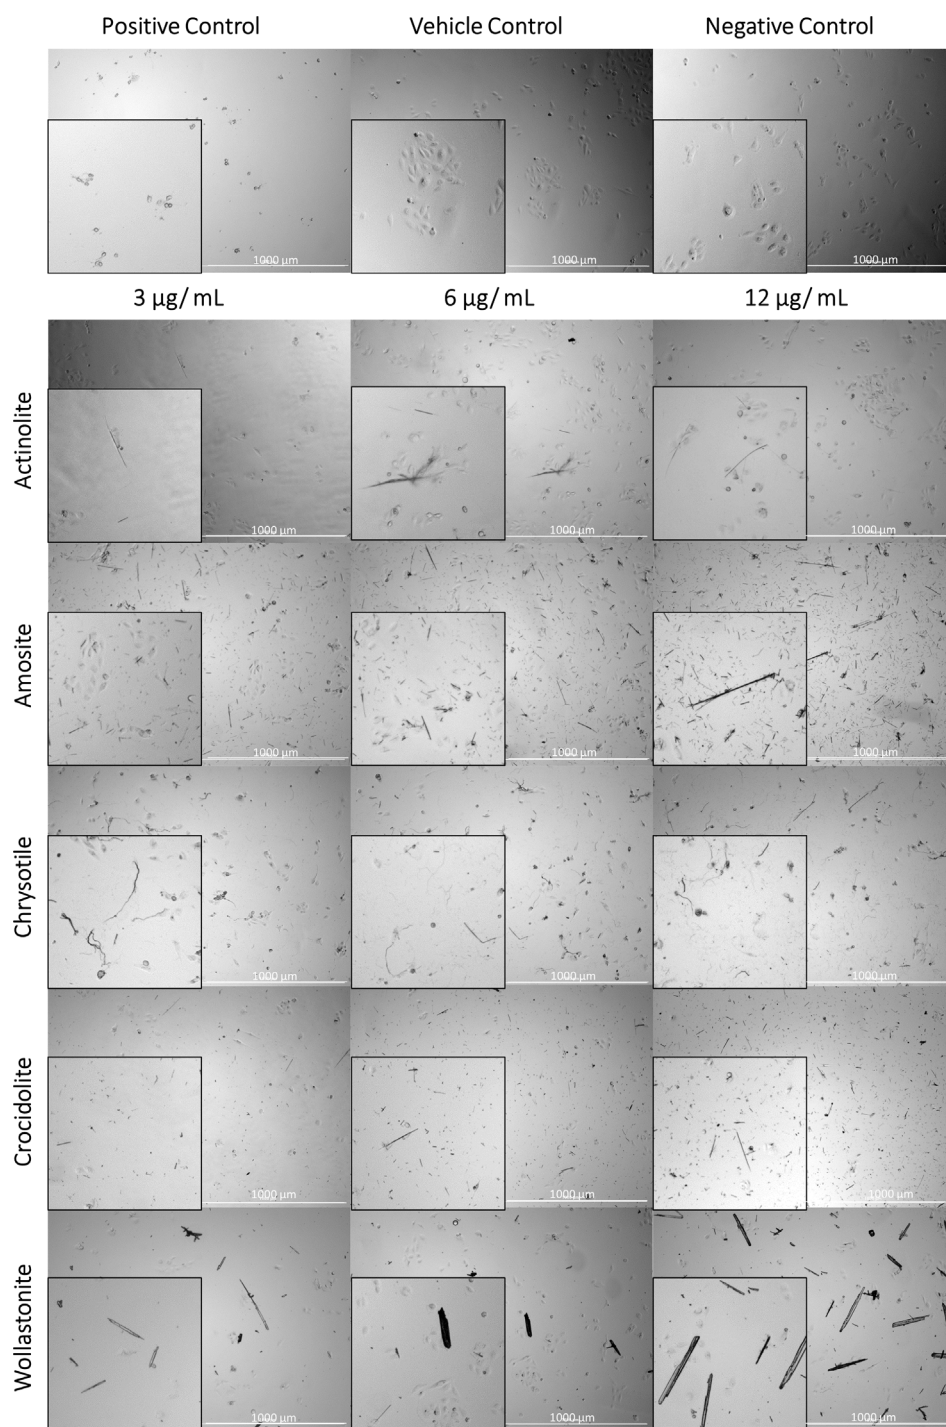 Positive Control Vehicle Control Negative Control
1000 µm 1000 µm 1000 µm
3 µg/ mL 6 µg/ mL 12 µg/ mL
Actinolite
1000 µm 1000 µm 1000 µm
Amosite
1000 µm 1000 µm 1000 µm
Chrysotile
1000 µm 1000 µm 1000 µm
Crocidolite
1000 µm 1000 µm 1000 µm
Wollastonite
1000 µm 1000 µm 1000 µm